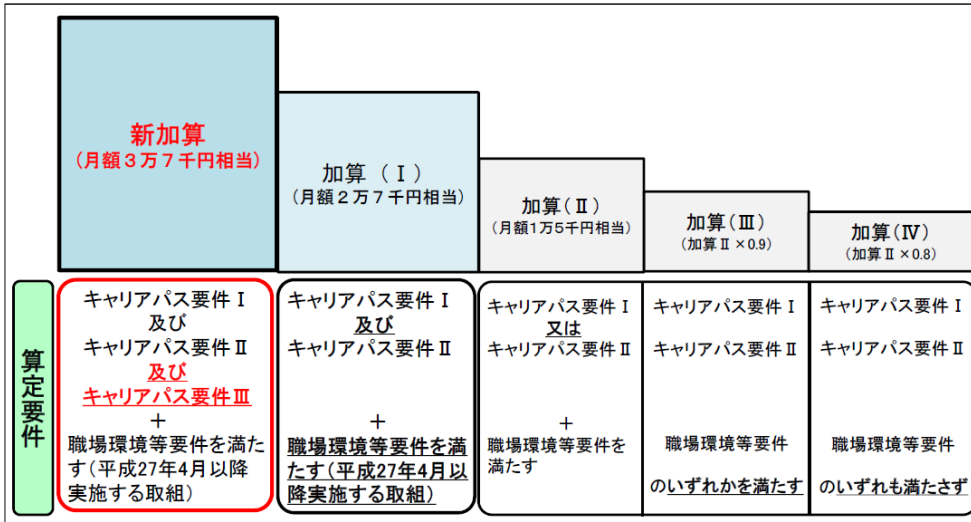 新加算
（月額３万７千円相当）
加算（Ⅰ）
（月額２万７千円相当）
加算（Ⅱ）
（月額1万5千円相当）
加算（Ⅲ）
（加算Ⅱ×0.9）
加算（Ⅳ）
（加算Ⅱ×0.8）
算定要件
キャリアパス要件Ⅰ
及び
キャリアパス要件Ⅱ
及び
キャリアパス要件Ⅲ
＋
職場環境等要件を満た
す（平成27年4月以降
実施する取組）
キャリアパス要件Ⅰ
及び
キャリアパス要件Ⅱ
＋
職場環境等要件を満
たす（平成27年4月以
降実施する取組）
キャリアパス要件Ⅰ
又は
キャリアパス要件Ⅱ
＋
職場環境等要件を
満たす
キャリアパス要件Ⅰ
キャリアパス要件Ⅱ
職場環境等要件
のいずれかを満たす
キャリアパス要件Ⅰ
キャリアパス要件Ⅱ
職場環境等要件
のいずれも満たさず